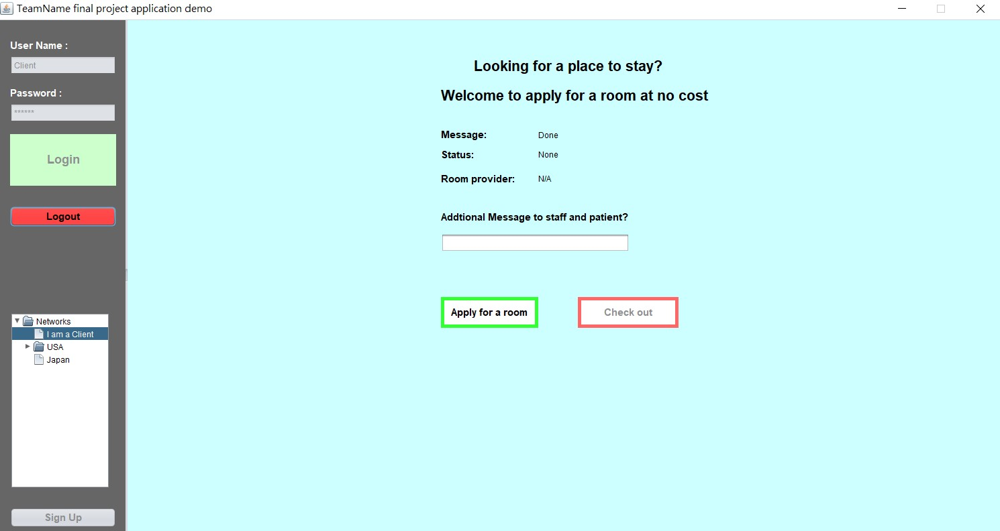 TeamName final project application demo
User Name :
Client
Password :
******
Login
Logout
Networks
I am a Client
USA
Japan
Sign Up
Looking for a place to stay?
Welcome to apply for a room at no cost
Message: Done
Status: None
Room provider: N/A
Addtional Message to staff and patient?
Apply for a room Check out